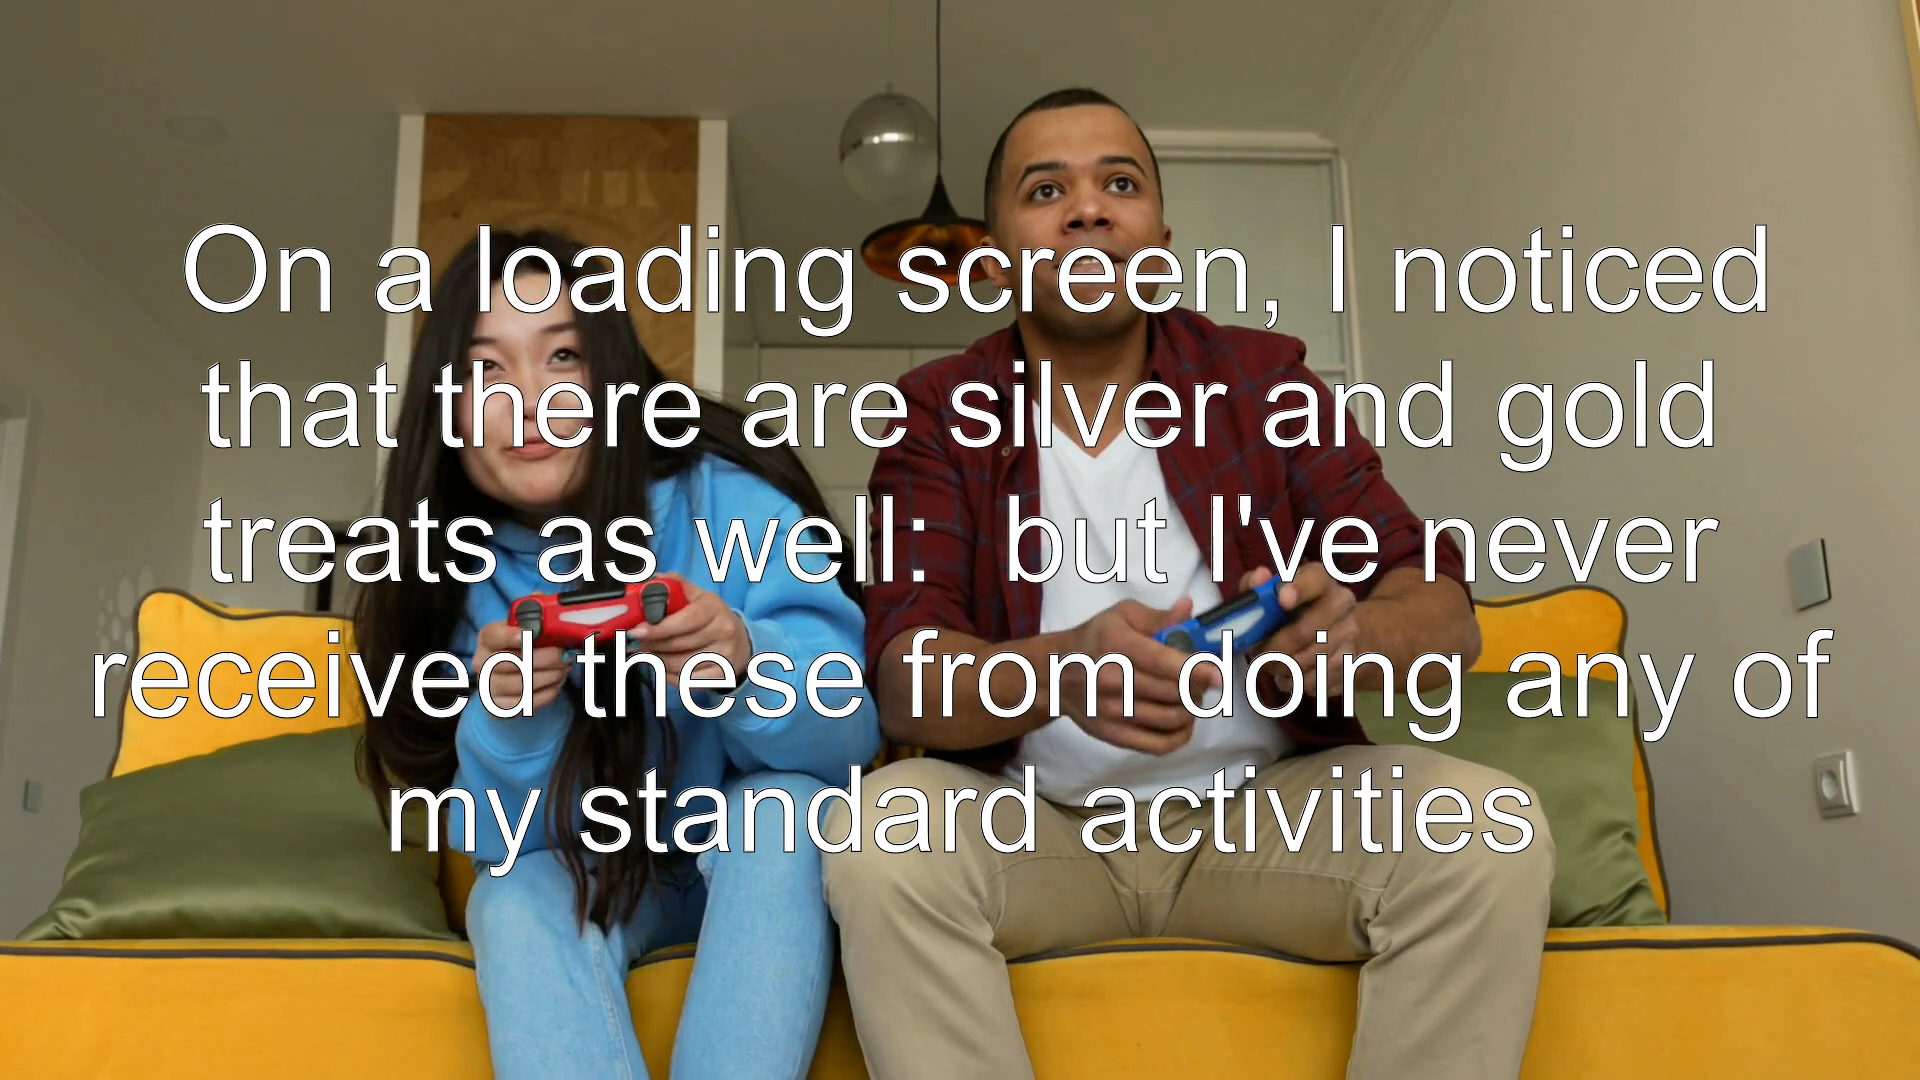 On a loading screen, I noticed
that there are silver and gold
treats as well:  but I've never
received these from doing any of
my standard activities